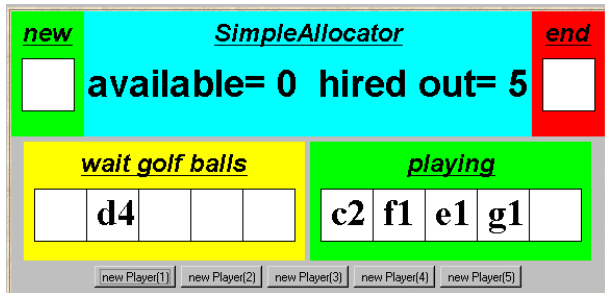 new SimpleAllocator end
available= 0 hired out= 5
wait golf balls playing
d4 c2 f1 e1 g1
new Player(1) new Player(2) new Player(3) new Player(4) new Player(5)